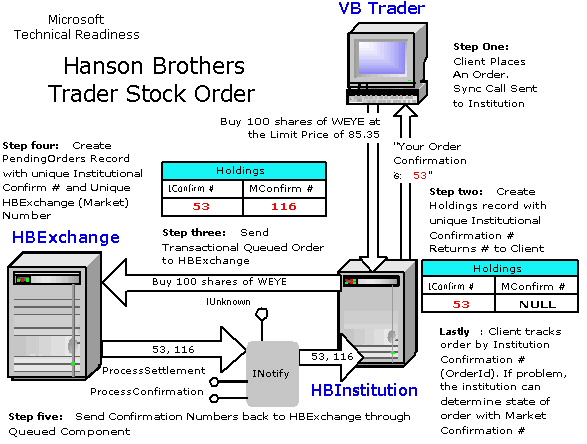 Microsoft
Technical Readiness
VB Trader
Hanson Brothers
Trader Stock Order
Step One: Client Places
An Order.
Sync Call Sent
to Institution
Buy 100 shares of WEYE at
the Limit Price of 85.35
"Your Order
Confirmation
is: 53"
Step four: Create
PendingOrders Record
with unique Institutional
Confirm # and Unique
HBExchange (Market)
Number
Holdings
IConfirm # MConfirm #
53 116
Step two: Create
Holdings record with
unique Institutional
Confirmation #
Returns # to Client
Step three: Send
Transactional Queued Order
to HBExchange
HBExchange
Buy 100 shares of WEYE
Holdings
IConfirm # MConfirm #
53 NULL
IUnknown
53, 116
ProcessSettlement
ProcessConfirmation
INotify
53, 116
HBInstitution
Lastly : Client tracks
order by Institution
Confirmation #
(OrderId). If problem,
the institution can
determine state of
order with Market
Confirmation #
Step five: Send Confirmation Numbers back to HBExchange through
Queued Component